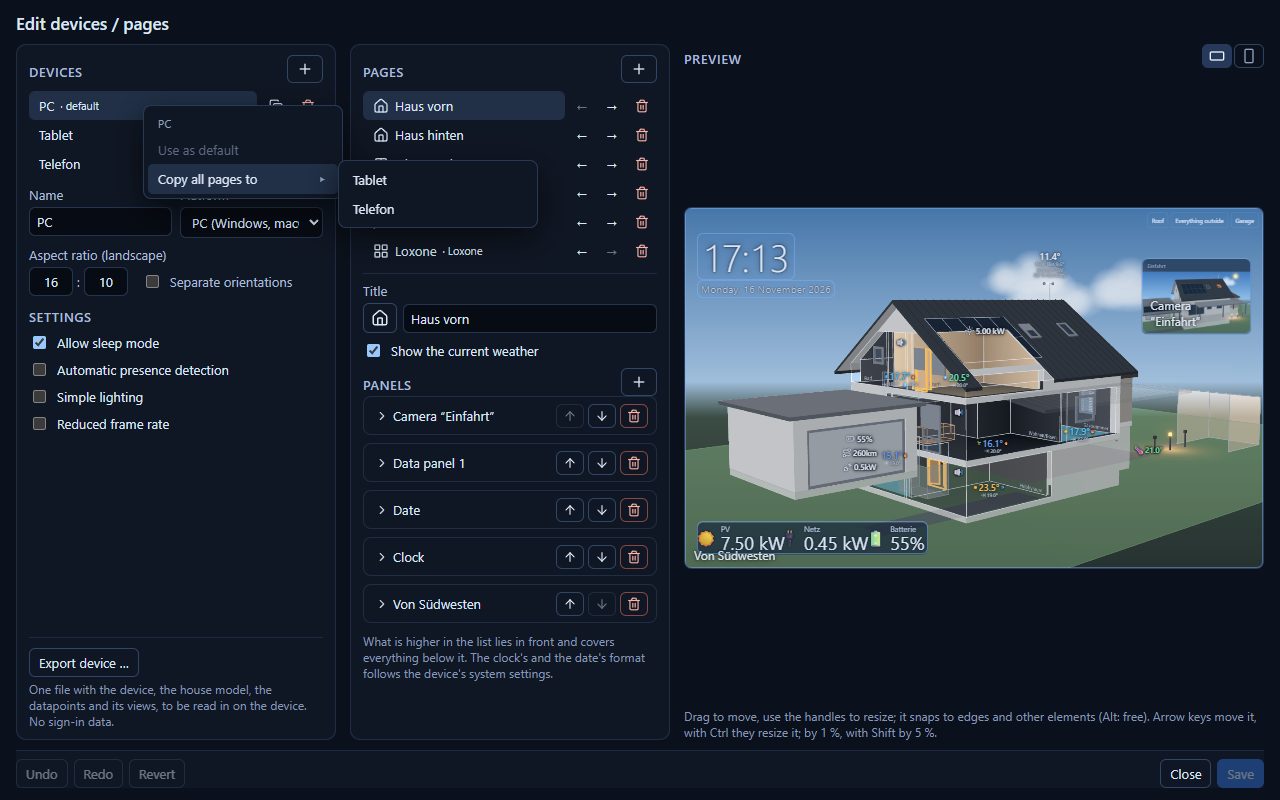 Edit devices / pages
DEVICES
PC · default
Tablet
Telefon
PC
Use as default
Copy all pages to
Tablet
Telefon
Name
PC
PC (Windows, mac
Aspect ratio (landscape)
16 : 10
Separate orientations
SETTINGS
Allow sleep mode
Automatic presence detection
Simple lighting
Reduced frame rate
Export device ...
One file with the device, the house model, the
datapoints and its views, to be read in on the device.
No sign-in data.
PAGES
Haus vorn
Haus hinten
Loxone · Loxone
Title
Haus vorn
Show the current weather
PANELS
Camera “Einfahrt”
Data panel 1
Date
Clock
Von Südwesten
What is higher in the list lies in front and covers
everything below it. The clock's and the date's format
follows the device's system settings.
PREVIEW
Roof Everything outside Garage
17:13
Monday, 16 November 2026
11.4°
Einfahrt
Camera
“Einfahrt”
5.00 kW
20.5°
55%
260km
0.5kW
16.1°
17.9°
21.0
23.5°
PV
7.50 kW
Netz
0.45 kW
Batterie
55%
Von Südwesten
Drag to move, use the handles to resize; it snaps to edges and other elements (Alt: free). Arrow keys move it,
with Ctrl they resize it; by 1 %, with Shift by 5 %.
Undo
Redo
Revert
Close
Save